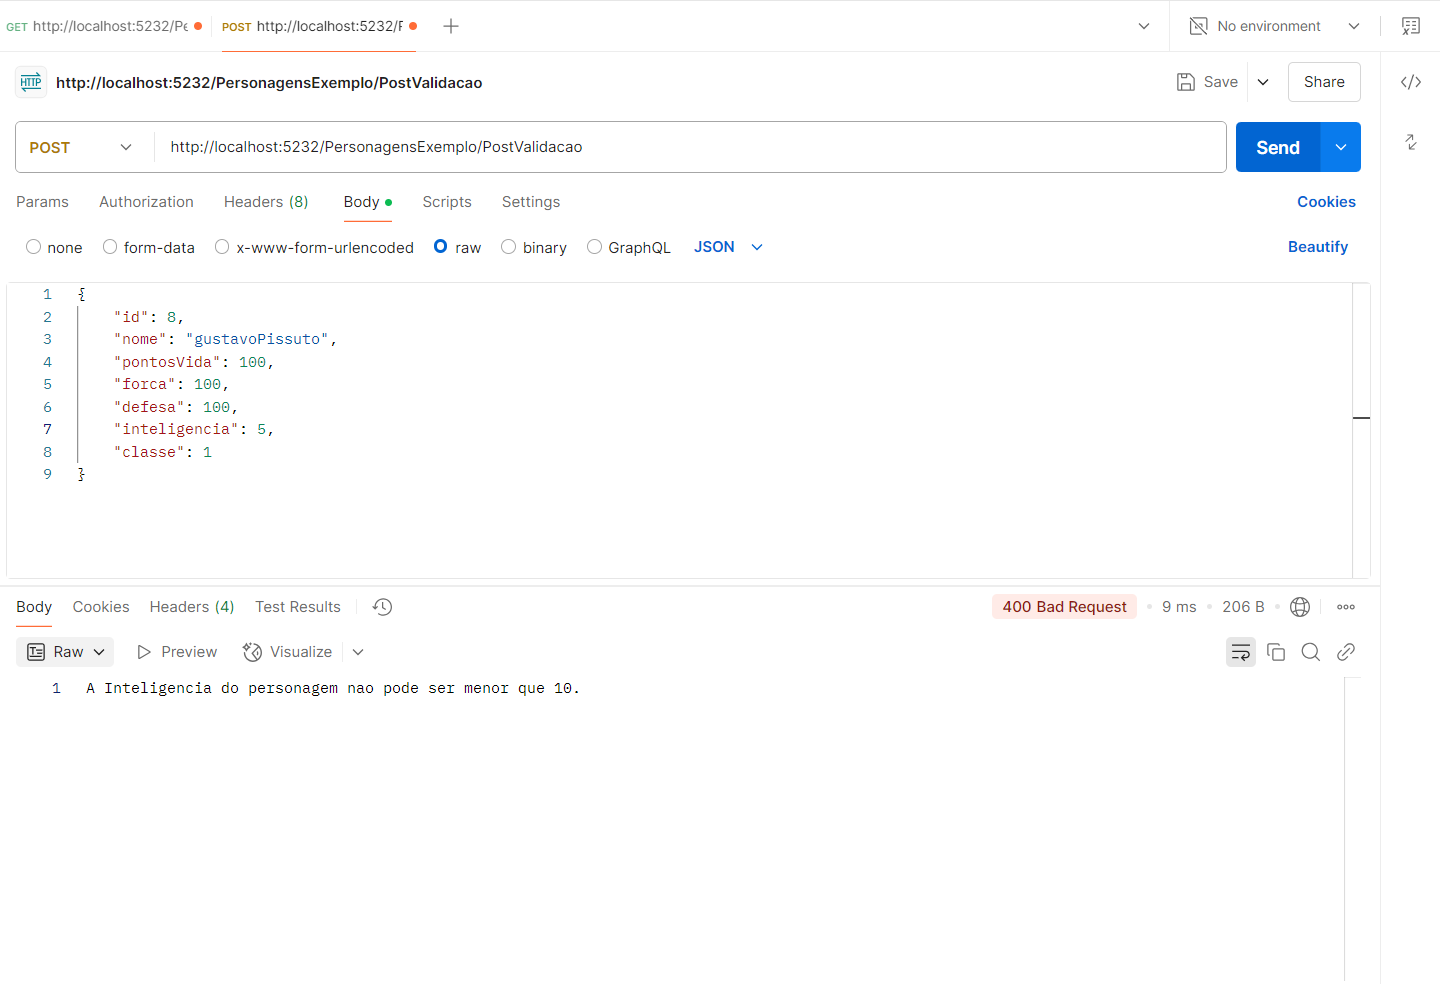 GET http://localhost:5232/Pe
POST http://localhost:5232/F
No environment
HTTP http://localhost:5232/PersonagensExemplo/PostValidacao
Save
Share
POST
http://localhost:5232/PersonagensExemplo/PostValidacao
Send
Params
Authorization
Headers (8)
Body
Scripts
Settings
Cookies
none
form-data
x-www-form-urlencoded
raw
binary
GraphQL
JSON
Beautify
1 {
2 "id": 8,
3 "nome": "gustavoPissuto",
4 "pontosVida": 100,
5 "forca": 100,
6 "defesa": 100,
7 "inteligencia": 5,
8 "classe": 1
9 }
Body
Cookies
Headers (4)
Test Results
400 Bad Request
9 ms
206 B
Raw
Preview
Visualize
1 A Inteligencia do personagem nao pode ser menor que 10.